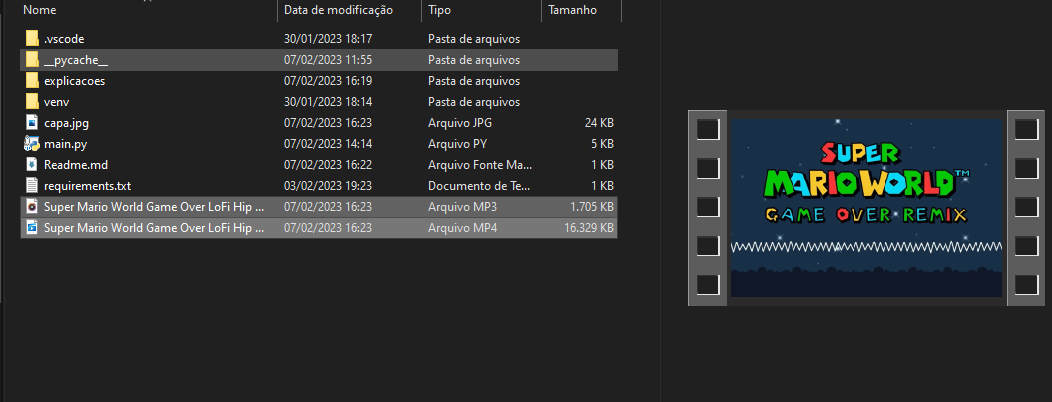 Nome Data de modificação Tipo Tamanho
.vscode 30/01/2023 18:17 Pasta de arquivos
__pycache__ 07/02/2023 11:55 Pasta de arquivos
explicacoes 07/02/2023 16:19 Pasta de arquivos
venv 30/01/2023 18:14 Pasta de arquivos
capa.jpg 07/02/2023 16:23 Arquivo JPG 24 KB
main.py 07/02/2023 14:14 Arquivo PY 5 KB
Readme.md 07/02/2023 16:22 Arquivo Fonte Ma... 1 KB
requirements.txt 03/02/2023 19:23 Documento de Te... 1 KB
Super Mario World Game Over LoFi Hip ... 07/02/2023 16:23 Arquivo MP3 1.705 KB
Super Mario World Game Over LoFi Hip ... 07/02/2023 16:23 Arquivo MP4 16.329 KB
SUPER
MARIO WORLD™
GAME OVER REMIX